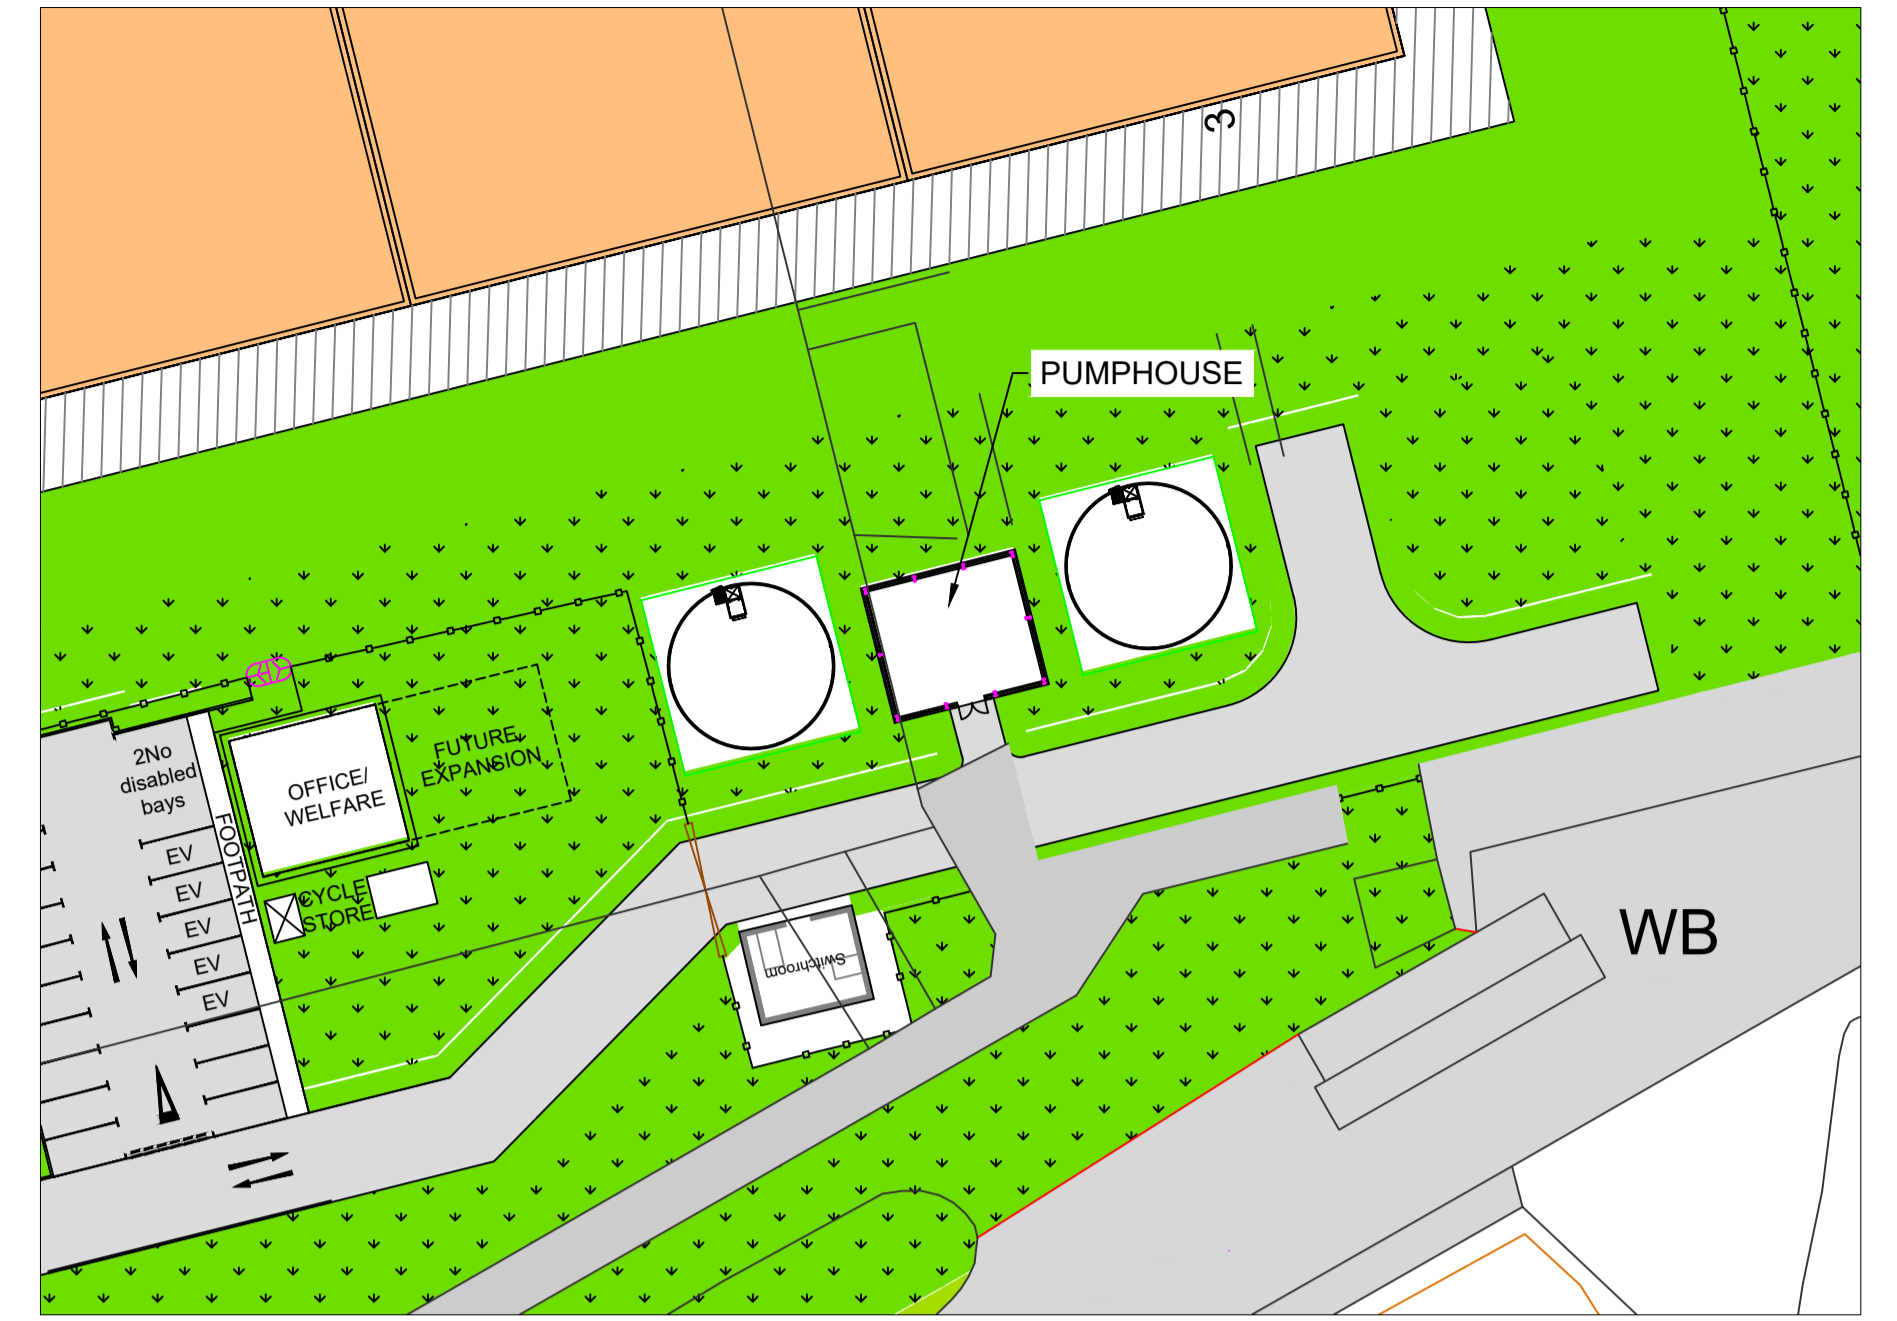 3
PUMPHOUSE
2No
disabled
bays
OFFICE/
WELFARE
FUTURE
EXPANSION
FOOTPATH
EV
EV
EV
EV
EV
CYCLE
STORE
Switchroom
WB